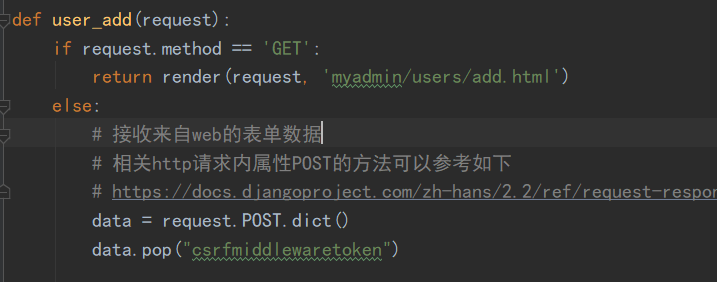 def user_add(request):
if request.method == 'GET':
return render(request, 'myadmin/users/add.html')
else:
# 接收来自web的表单数据
# 相关http请求内属性POST的方法可以参考如下
# https://docs.djangoproject.com/zh-hans/2.2/ref/request-respon
data = request.POST.dict()
data.pop("csrfmiddlewaretoken")